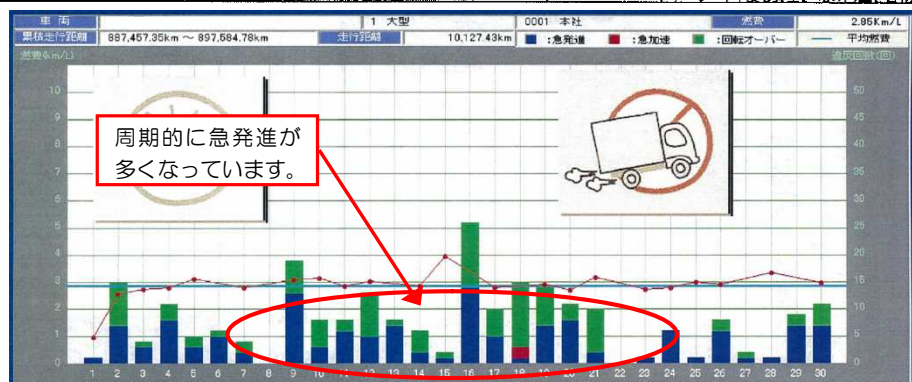 車 両 1 大型 0001 本社 燃費 2.85Km/L
累積走行距離 887,457.35km ～ 897,584.78km 走行距離 10,127.43km ■ :急発進 ■ :急加速 ■ :回転オーバー 平均燃費
燃費(km/L) 違反回数(回)
10 50
9 45
8 40
7 35
6 30
5 25
4 20
3 15
2 10
1 5
0 0
周期的に急発進が
多くなっています。
1 2 3 4 5 6 7 8 9 10 11 12 13 14 15 16 17 18 19 20 21 22 23 24 25 26 27 28 29 30